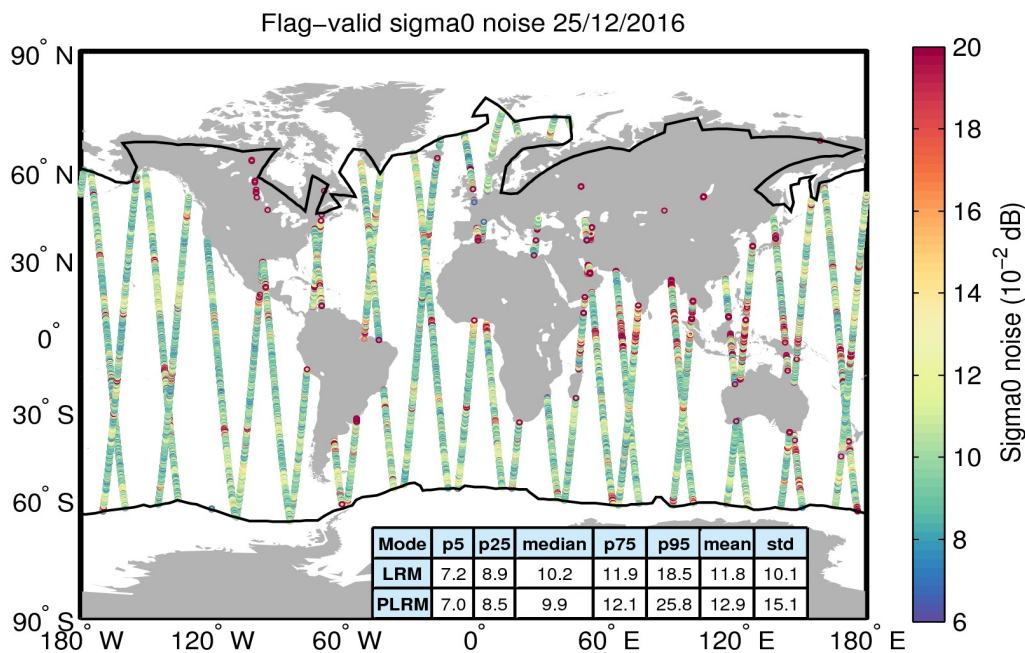 Flag−valid sigma0 noise 25/12/2016
90° N
60° N
30° N
0°
30° S
60° S
90° S
180° W
120° W
60° W
0°
60° E
120° E
180° E
Mode p5 p25 median p75 p95 mean std
LRM 7.2 8.9 10.2 11.9 18.5 11.8 10.1
PLRM 7.0 8.5 9.9 12.1 25.8 12.9 15.1
20
18
16
14
12
10
8
6
Sigma0 noise (10⁻² dB)